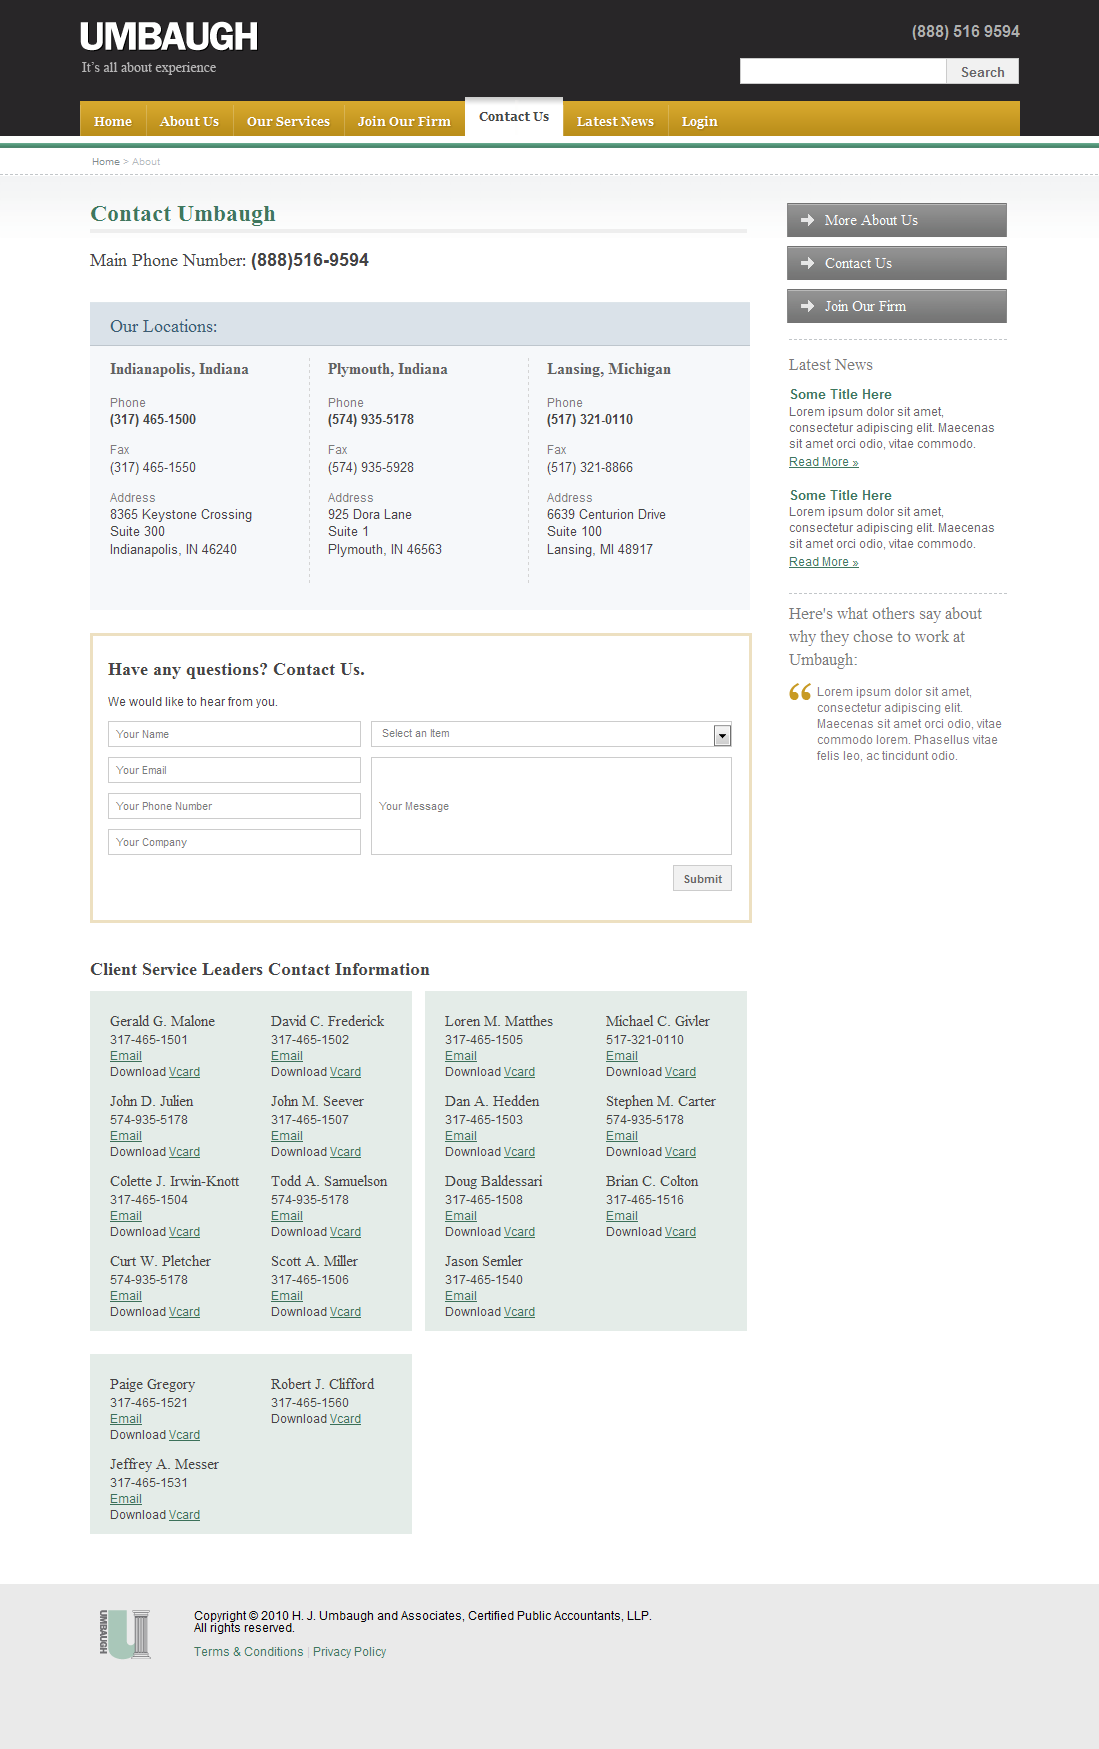 UMBAUGH
It's all about experience
(888) 516 9594
Search
Home About Us Our Services Join Our Firm Contact Us Latest News Login
Home > About
Contact Umbaugh
Main Phone Number: (888)516-9594
Our Locations:
Indianapolis, Indiana
Phone
(317) 465-1500
Fax
(317) 465-1550
Address
8365 Keystone Crossing
Suite 300
Indianapolis, IN 46240
Plymouth, Indiana
Phone
(574) 935-5178
Fax
(574) 935-5928
Address
925 Dora Lane
Suite 1
Plymouth, IN 46563
Lansing, Michigan
Phone
(517) 321-0110
Fax
(517) 321-8866
Address
6639 Centurion Drive
Suite 100
Lansing, MI 48917
Have any questions? Contact Us.
We would like to hear from you.
Your Name
Your Email
Your Phone Number
Your Company
Select an Item
Your Message
Submit
Client Service Leaders Contact Information
Gerald G. Malone
317-465-1501
Email
Download Vcard
David C. Frederick
317-465-1502
Email
Download Vcard
John D. Julien
574-935-5178
Email
Download Vcard
John M. Seever
317-465-1507
Email
Download Vcard
Colette J. Irwin-Knott
317-465-1504
Email
Download Vcard
Todd A. Samuelson
574-935-5178
Email
Download Vcard
Curt W. Pletcher
574-935-5178
Email
Download Vcard
Scott A. Miller
317-465-1506
Email
Download Vcard
Loren M. Matthes
317-465-1505
Email
Download Vcard
Michael C. Givler
517-321-0110
Email
Download Vcard
Dan A. Hedden
317-465-1503
Email
Download Vcard
Stephen M. Carter
574-935-5178
Email
Download Vcard
Doug Baldessari
317-465-1508
Email
Download Vcard
Brian C. Colton
317-465-1516
Email
Download Vcard
Jason Semler
317-465-1540
Email
Download Vcard
Paige Gregory
317-465-1521
Email
Download Vcard
Robert J. Clifford
317-465-1560
Download Vcard
Jeffrey A. Messer
317-465-1531
Email
Download Vcard
More About Us
Contact Us
Join Our Firm
Latest News
Some Title Here
Lorem ipsum dolor sit amet,
consectetur adipiscing elit. Maecenas
sit amet orci odio, vitae commodo.
Read More »
Some Title Here
Lorem ipsum dolor sit amet,
consectetur adipiscing elit. Maecenas
sit amet orci odio, vitae commodo.
Read More »
Here's what others say about
why they chose to work at
Umbaugh:
“ Lorem ipsum dolor sit amet,
consectetur adipiscing elit.
Maecenas sit amet orci odio, vitae
commodo lorem. Phasellus vitae
felis leo, ac tincidunt odio.
UMBAUGH
U
Copyright © 2010 H. J. Umbaugh and Associates, Certified Public Accountants, LLP.
All rights reserved.
Terms & Conditions | Privacy Policy